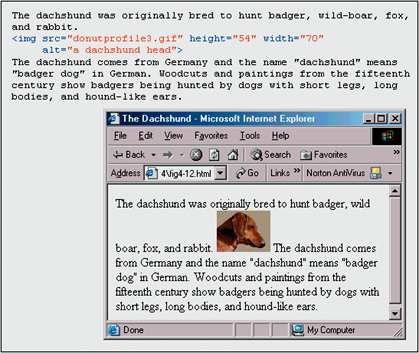 The dachshund was originally bred to hunt badger, wild-boar, fox,
and rabbit.
<img src="donutprofile3.gif" height="54" width="70"
alt="a dachshund head">
The dachshund comes from Germany and the name "dachshund" means
"badger dog" in German. Woodcuts and paintings from the fifteenth
century show badgers being hunted by dogs with short legs, long
bodies, and hound-like ears.
The Dachshund - Microsoft Internet Explorer
File Edit View Favorites Tools Help
Back Search Favorites »
Address 4\fig4-12.html Go Links » Norton AntiVirus
The dachshund was originally bred to hunt badger, wild
boar, fox, and rabbit. The dachshund comes
from Germany and the name "dachshund" means "badger
dog" in German. Woodcuts and paintings from the
fifteenth century show badgers being hunted by dogs with
short legs, long bodies, and hound-like ears.
Done My Computer